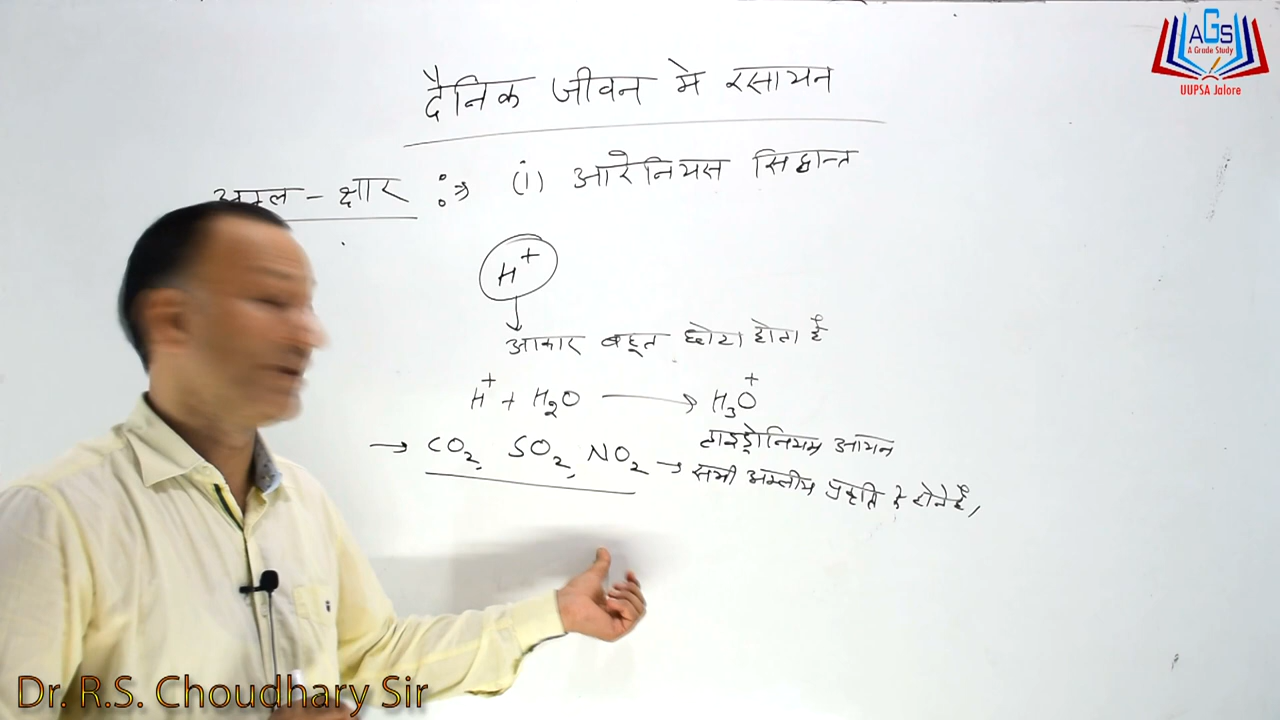 AGS
A Grade Study
UUPSA Jalore
दैनिक जीवन मे रसायन
अम्ल - क्षार :⇒ (i) आरेनियस सिद्धान्त
H⁺
↓
आकार बहुत छोटा होता है
H⁺ + H₂O → H₃O⁺
हाइड्रोनियम आयन
→ CO₂, SO₂, NO₂ → सभी अम्लीय प्रकृति के होते है,
Dr. R.S. Choudhary Sir